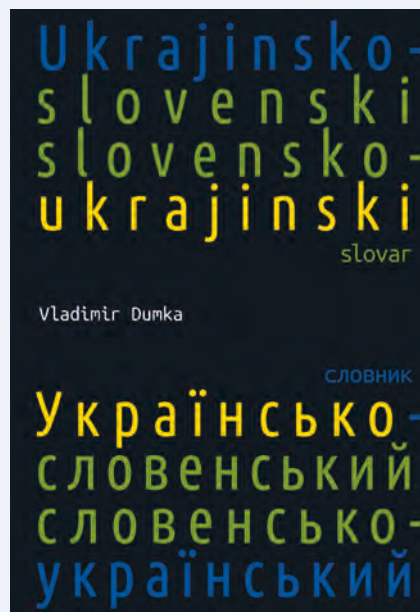 Ukrajinsko-
slovenski
slovensko-
ukrajinski
slovar
Vladimir Dumka
словник
Українсько-
словенський
словенсько-
український